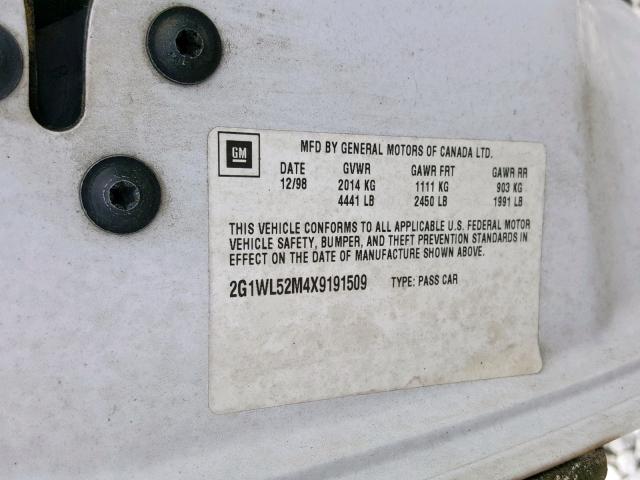 GM
MFD BY GENERAL MOTORS OF CANADA LTD.
DATE GVWR GAWR FRT GAWR RR
12/98 2014 KG 1111 KG 903 KG
4441 LB 2450 LB 1991 LB
THIS VEHICLE CONFORMS TO ALL APPLICABLE U.S. FEDERAL MOTOR
VEHICLE SAFETY, BUMPER, AND THEFT PREVENTION STANDARDS IN
EFFECT ON THE DATE OF MANUFACTURE SHOWN ABOVE.
2G1WL52M4X9191509 TYPE: PASS CAR